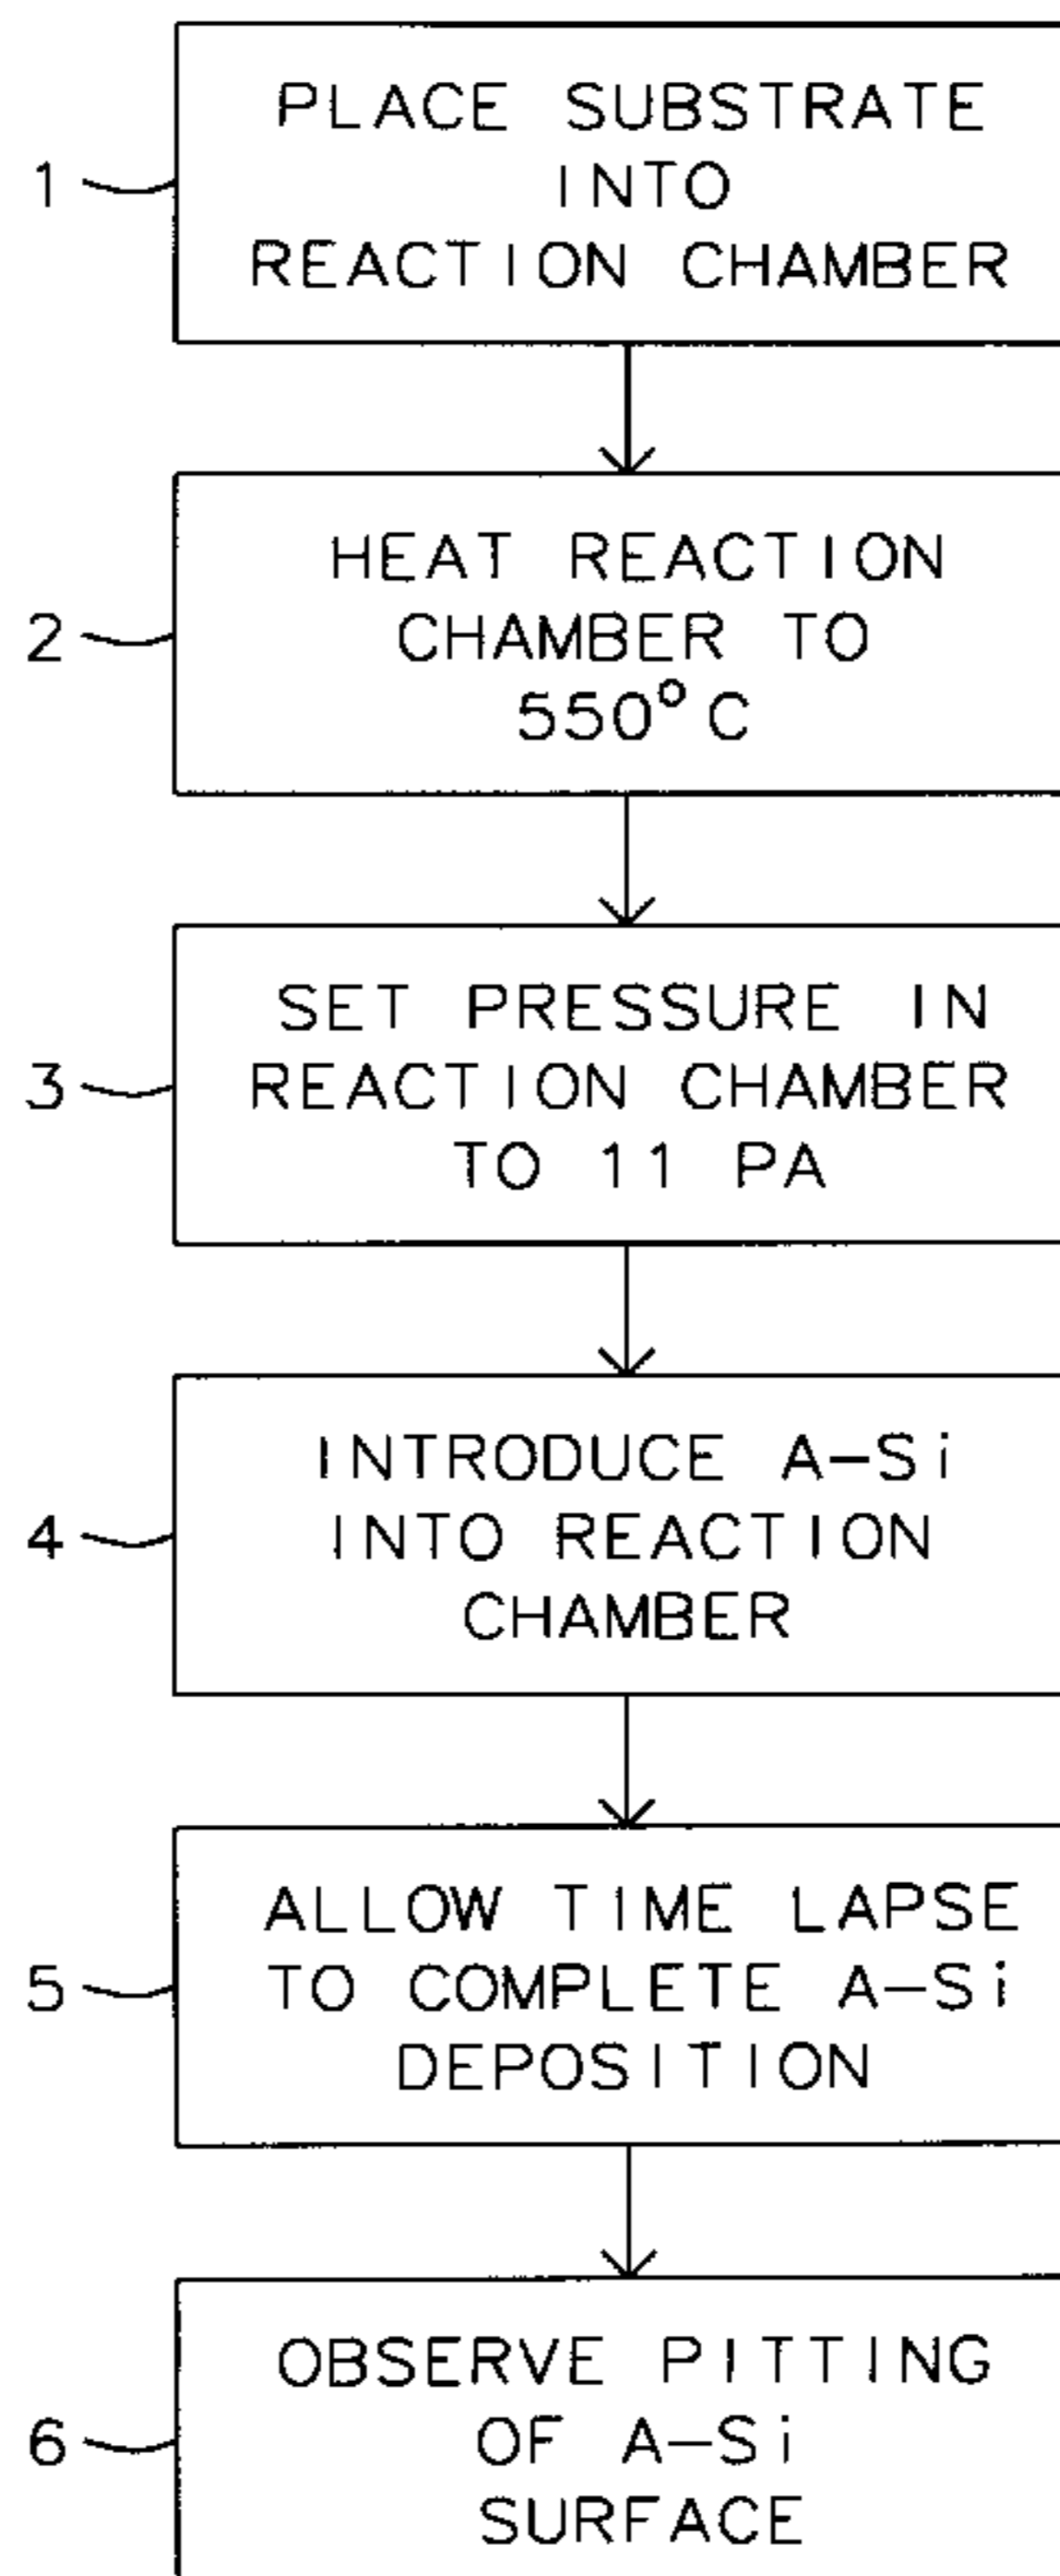 PLACE SUBSTRATE
INTO
1
REACTION CHAMBER
HEAT REACTION
2
CHAMBER TO
550°C
SET PRESSURE IN
3
REACTION CHAMBER
TO 11 PA
INTRODUCE A-Si
4
INTO REACTION
CHAMBER
ALLOW TIME LAPSE
5
TO COMPLETE A-Si
DEPOSITION
OBSERVE PITTING
6
OF A-Si
SURFACE